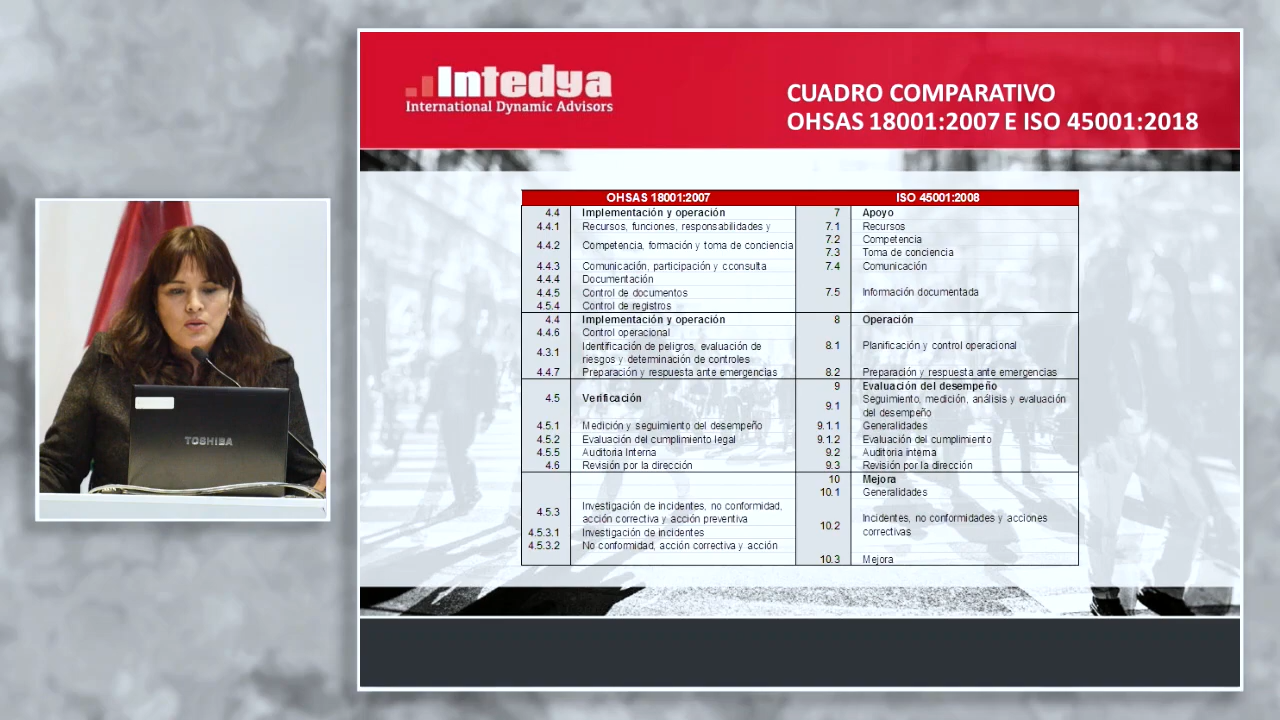 Intedya
International Dynamic Advisors
CUADRO COMPARATIVO
OHSAS 18001:2007 E ISO 45001:2018
OHSAS 18001:2007 ISO 45001:2008
4.4 Implementación y operación 7 Apoyo
4.4.1 Recursos, funciones, responsabilidades y 7.1 Recursos
4.4.2 Competencia, formación y toma de conciencia 7.2 Competencia
7.3 Toma de conciencia
4.4.3 Comunicación, participación y cconsulta 7.4 Comunicación
4.4.4 Documentación
4.4.5 Control de documentos 7.5 Información documentada
4.5.4 Control de registros
4.4 Implementación y operación 8 Operación
4.4.6 Control operacional
4.3.1 Identificación de peligros, evaluación de 8.1 Planificación y control operacional
riesgos y determinación de controles
4.4.7 Preparación y respuesta ante emergencias 8.2 Preparación y respuesta ante emergencias
9 Evaluación del desempeño
4.5 Verificación 9.1 Seguimiento, medición, análisis y evaluación
del desempeño
4.5.1 Medición y seguimiento del desempeño 9.1.1 Generalidades
4.5.2 Evaluación del cumplimiento legal 9.1.2 Evaluación del cumplimiento
4.5.5 Auditoria Interna 9.2 Auditoria interna
4.6 Revisión por la dirección 9.3 Revisión por la dirección
10 Mejora
10.1 Generalidades
4.5.3 Investigación de incidentes, no conformidad,
acción correctiva y acción preventiva 10.2 Incidentes, no conformidades y acciones
4.5.3.1 Investigación de incidentes correctivas
4.5.3.2 No conformidad, acción correctiva y acción
10.3 Mejora
TOSHIBA